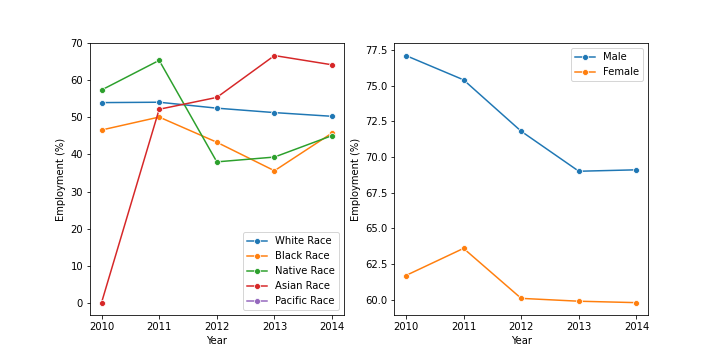 70
60
50
40
30
20
10
0
Employment (%)
2010 2011 2012 2013 2014
Year
White Race
Black Race
Native Race
Asian Race
Pacific Race
77.5
75.0
72.5
70.0
67.5
65.0
62.5
60.0
Employment (%)
2010 2011 2012 2013 2014
Year
Male
Female